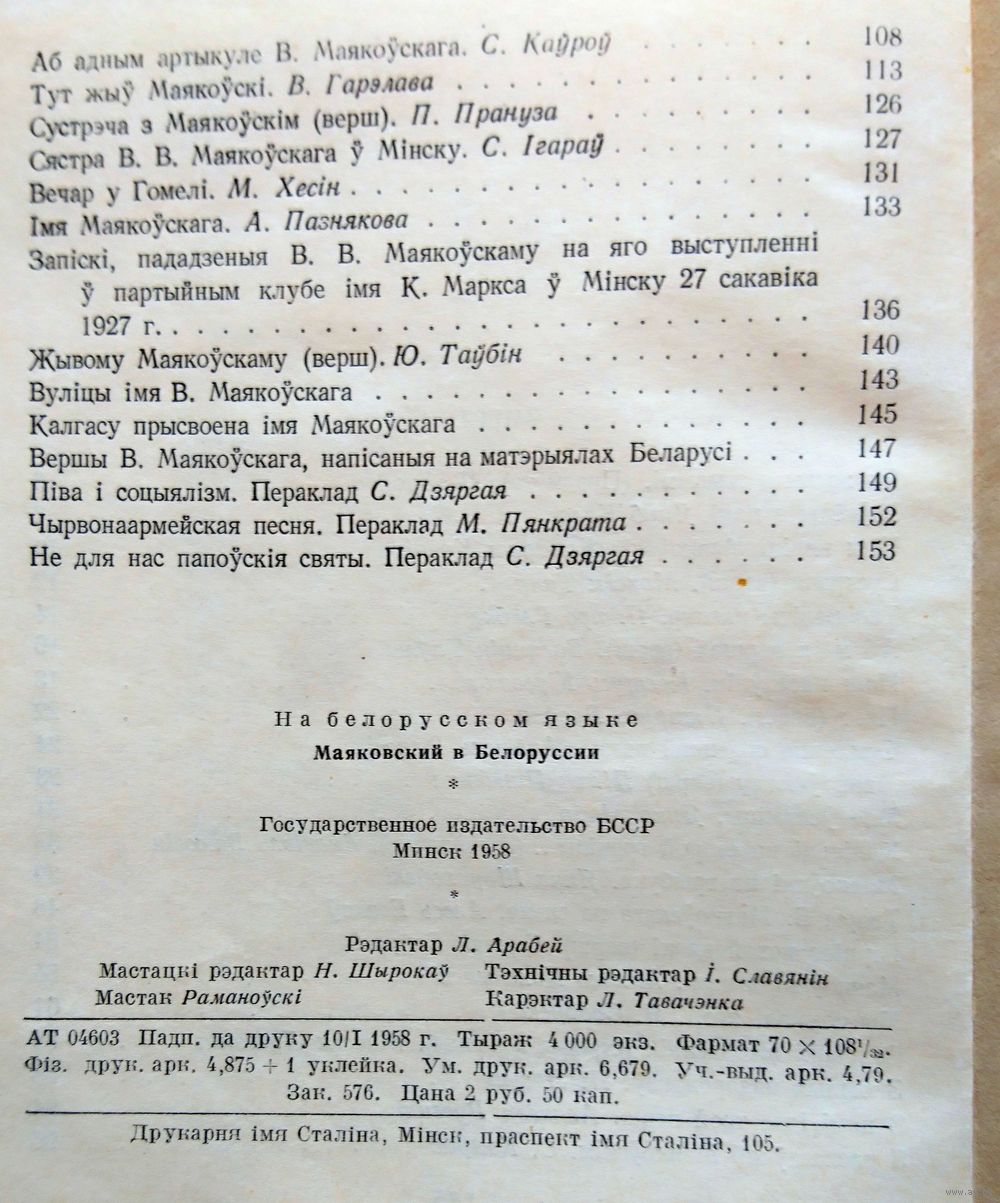 Аб адным артыкуле В. Маякоўскага. С. Каўроў . . . . . . 108
Тут жыў Маякоўскі. В. Гарэлава . . . . . . . . . . . 113
Сустрэча з Маякоўскім (верш). П. Прануза . . . . . . . 126
Сястра В. В. Маякоўскага ў Мінску. С. Ігараў . . . . . . 127
Вечар у Гомелі. М. Хесін . . . . . . . . . . . . . . 131
Імя Маякоўскага. А. Пазнякова . . . . . . . . . . . . 133
Запіскі, пададзеныя В. В. Маякоўскаму на яго выступленні
ў партыйным клубе імя К. Маркса ў Мінску 27 сакавіка
1927 г. . . . . . . . . . . . . . . . . . . . . . 136
Жывому Маякоўскаму (верш). Ю. Таўбін . . . . . . . . . 140
Вуліцы імя В. Маякоўскага . . . . . . . . . . . . . . 143
Калгасу прысвоена імя Маякоўскага . . . . . . . . . . . 145
Вершы В. Маякоўскага, напісаныя на матэрыялах Беларусі . . . 147
Піва і соцыялізм. Пераклад С. Дзяргая . . . . . . . . . . 149
Чырвонаармейская песня. Пераклад М. Пянкрата . . . . . . . 152
Не для нас папоўскія святы. Пераклад С. Дзяргая . . . . . . 153
На белорусском языке
Маяковский в Белоруссии
*
Государственное издательство БССР
Минск 1958
*
Рэдактар Л. Арабей
Мастацкі рэдактар Н. Шырокаў Тэхнічны рэдактар І. Славянін
Мастак Раманоўскі Карэктар Л. Тавачэнка
АТ 04603 Падп. да друку 10/I 1958 г. Тыраж 4 000 экз. Фармат 70 × 108¹/₃₂.
Фіз. друк. арк. 4,875 + 1 уклейка. Ум. друк. арк. 6,679. Уч.-выд. арк. 4,79.
Зак. 576. Цана 2 руб. 50 кап.
Друкарня імя Сталіна, Мінск, праспект імя Сталіна, 105.